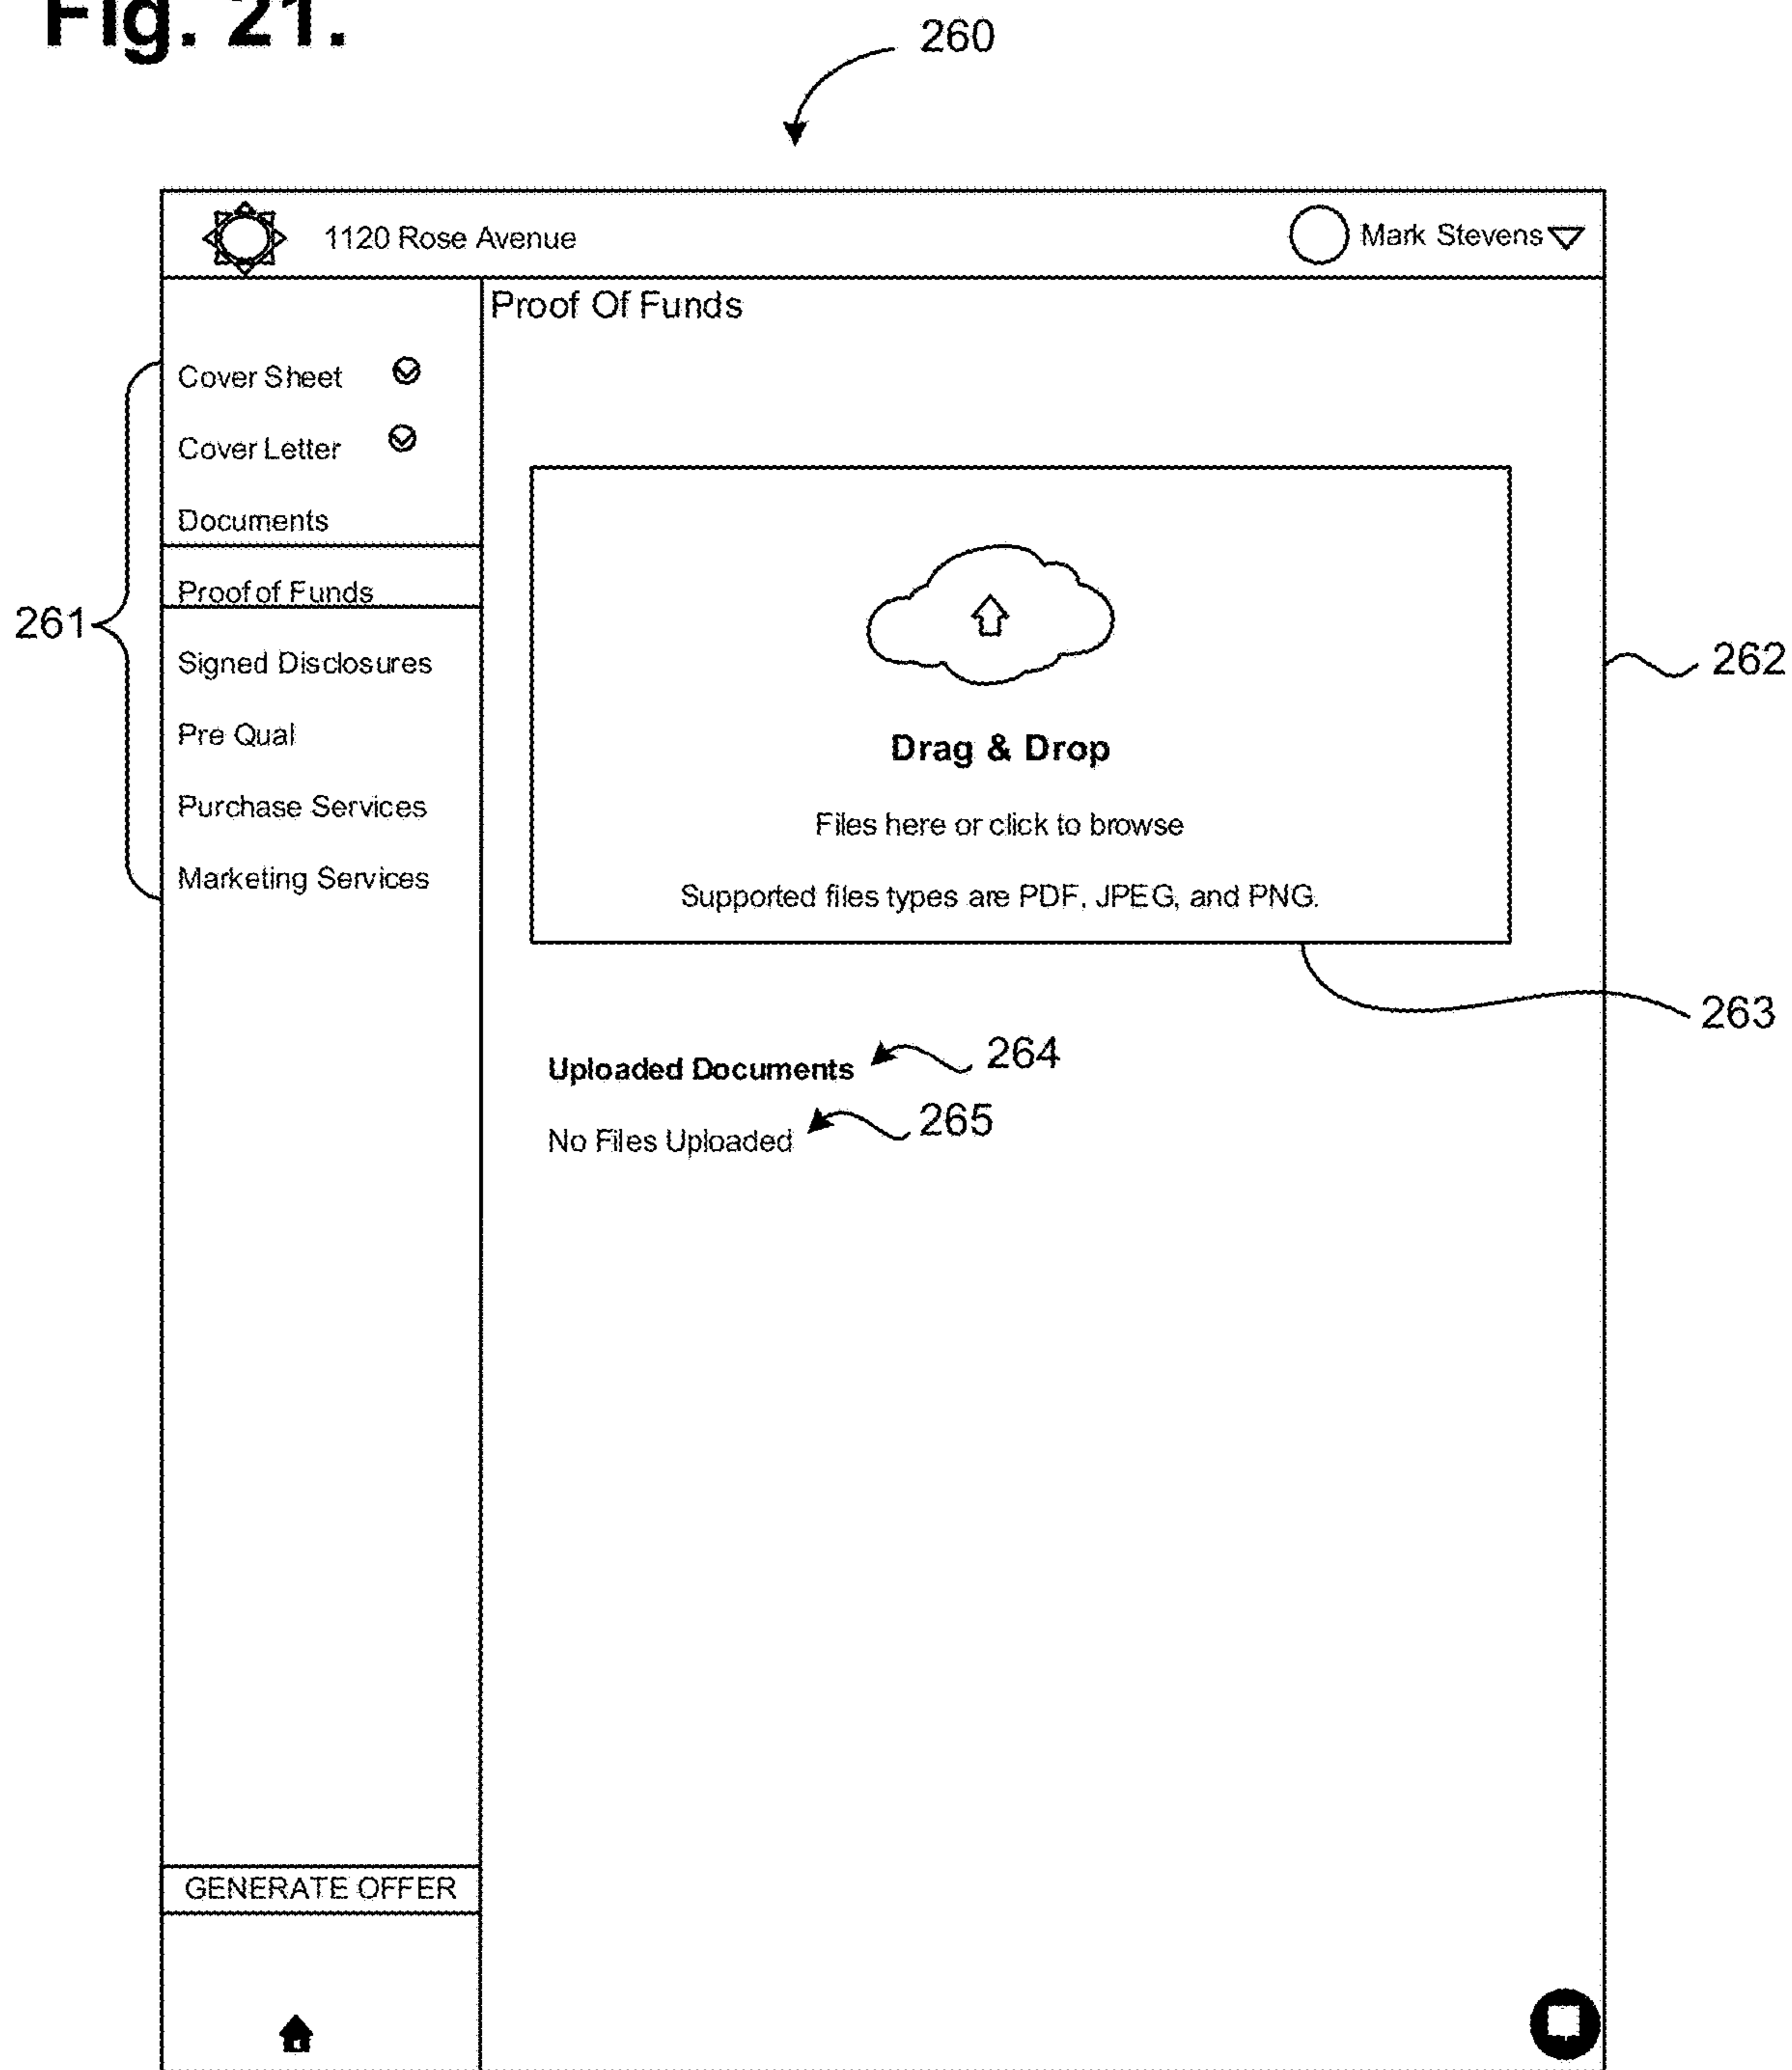 Fig. 21.
260
1120 Rose Avenue
Mark Stevens
Proof Of Funds
Cover Sheet
Cover Letter
Documents
Proof of Funds
261
Signed Disclosures
262
Pre Qual
Purchase Services
Marketing Services
Drag & Drop
Files here or click to browse
Supported files types are PDF, JPEG, and PNG.
263
Uploaded Documents
264
No Files Uploaded
265
GENERATE OFFER